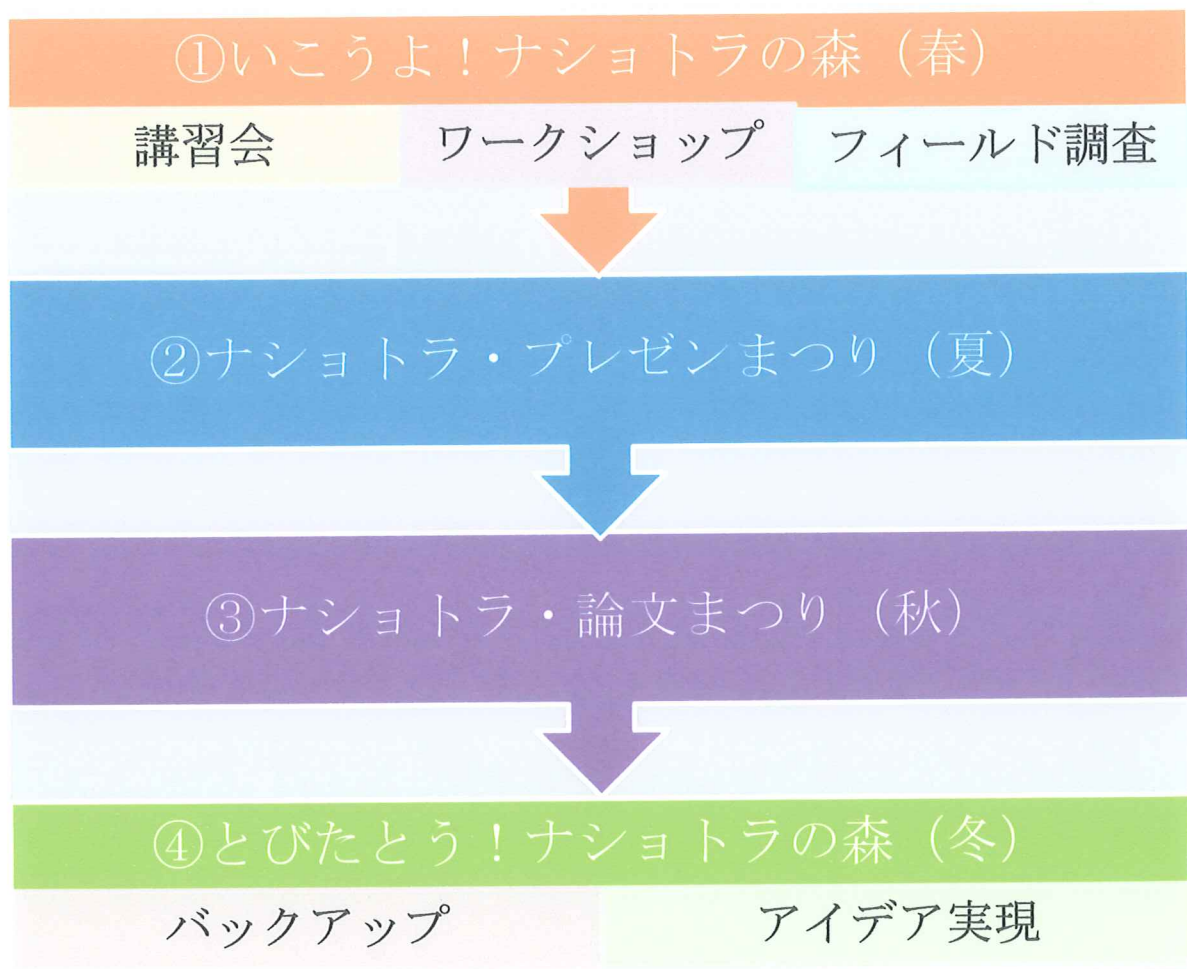 ①いこうよ！ナショトラの森（春）
講習会 ワークショップ フィールド調査
②ナショトラ・プレゼンまつり（夏）
③ナショトラ・論文まつり（秋）
④とびたとう！ナショトラの森（冬）
バックアップ アイデア実現